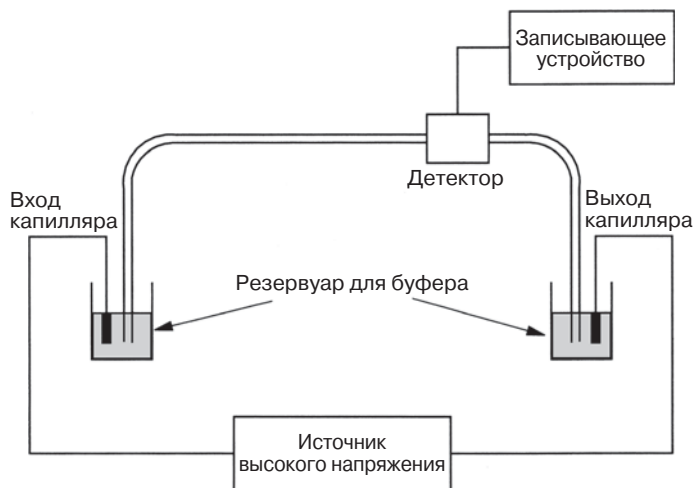 Записывающее
устройство
Детектор
Вход
капилляра
Выход
капилляра
Резервуар для буфера
Источник
высокого напряжения